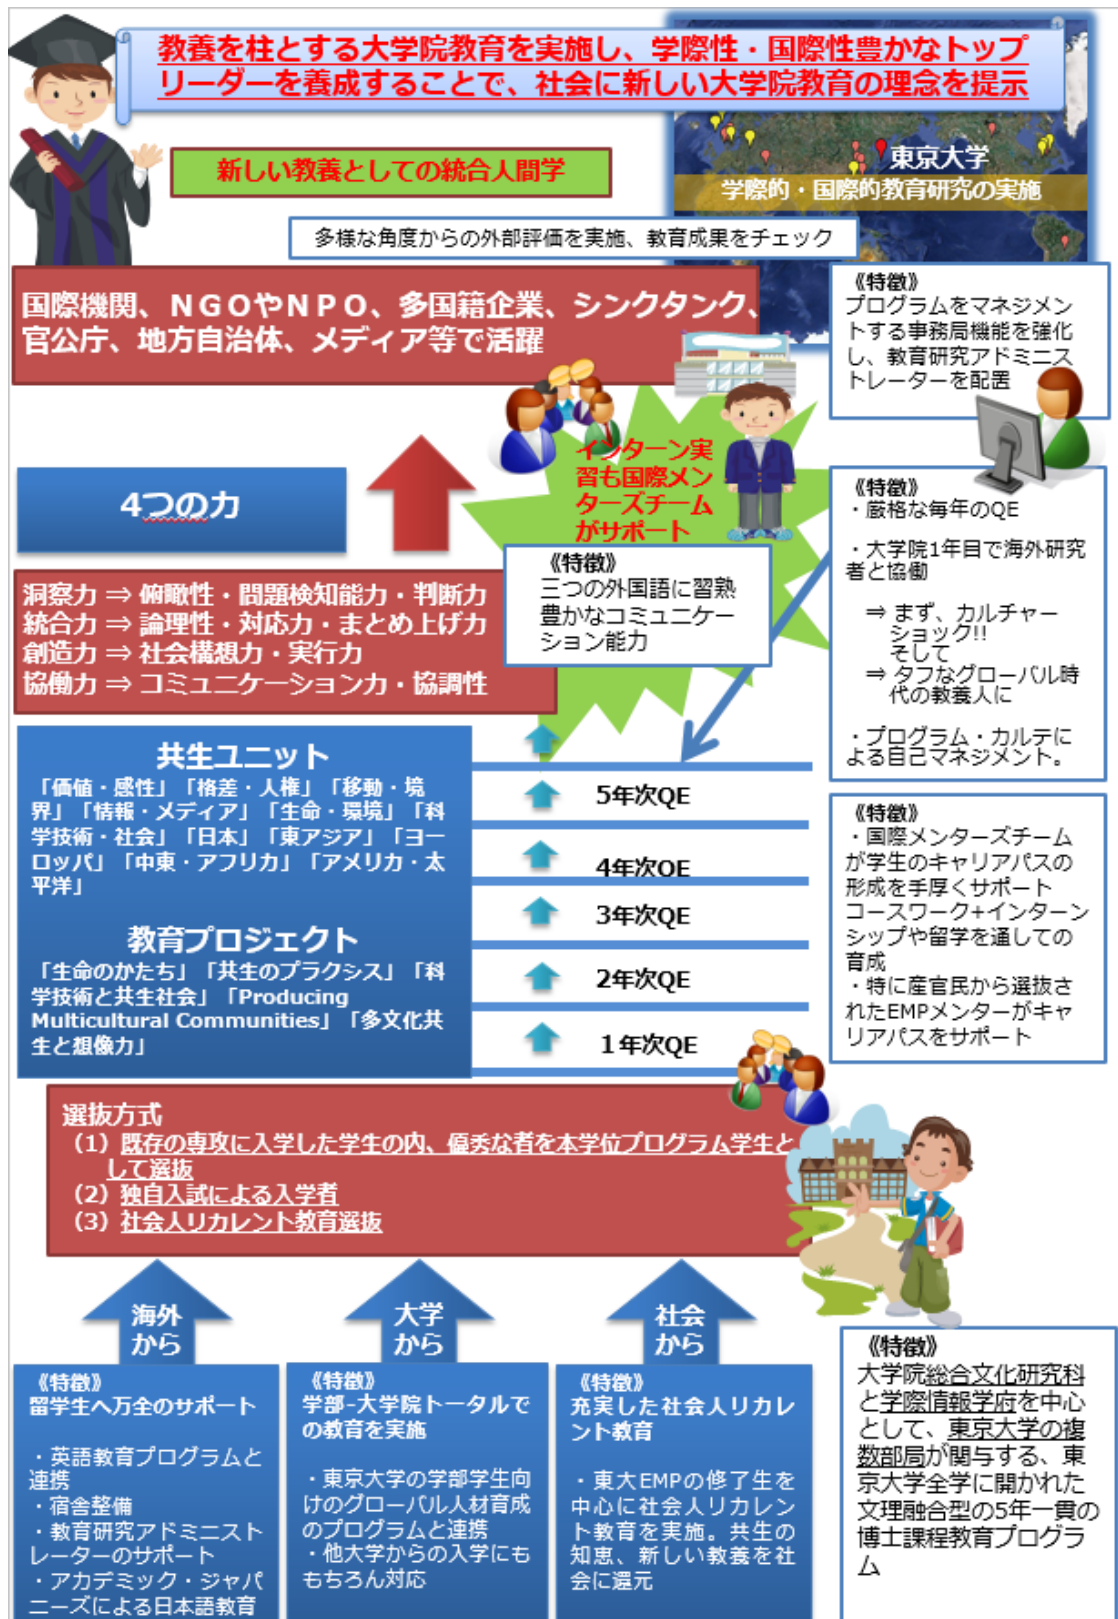 教養を柱とする大学院教育を実施し、学際性・国際性豊かなトップ
リーダーを養成することで、社会に新しい大学院教育の理念を提示
新しい教養としての統合人間学
東京大学
学際的・国際的教育研究の実施
多様な角度からの外部評価を実施、教育成果をチェック
国際機関、ＮＧＯやＮＰＯ、多国籍企業、シンクタンク、
官公庁、地方自治体、メディア等で活躍
《特徴》
プログラムをマネジメン
トする事務局機能を強化
し、教育研究アドミニス
トレーターを配置
インターン実
習も国際メン
ターズチーム
がサポート
4つの力
《特徴》
三つの外国語に習熟
豊かなコミュニケー
ション能力
《特徴》
・厳格な毎年のQE
・大学院1年目で海外研究
者と協働
⇒ まず、カルチャー
ショック!!
そして
⇒ タフなグローバル時
代の教養人に
・プログラム・カルテに
よる自己マネジメント。
洞察力 ⇒ 俯瞰性・問題検知能力・判断力
統合力 ⇒ 論理性・対応力・まとめ上げ力
創造力 ⇒ 社会構想力・実行力
協働力 ⇒ コミュニケーション力・協調性
共生ユニット
「価値・感性」「格差・人権」「移動・境
界」「情報・メディア」「生命・環境」「科
学技術・社会」「日本」「東アジア」「ヨー
ロッパ」「中東・アフリカ」「アメリカ・太
平洋」
教育プロジェクト
「生命のかたち」「共生のプラクシス」「科
学技術と共生社会」「Producing
Multicultural Communities」「多文化共
生と想像力」
5年次QE
4年次QE
3年次QE
2年次QE
１年次QE
《特徴》
・国際メンターズチーム
が学生のキャリアパスの
形成を手厚くサポート
コースワーク+インターン
シップや留学を通しての
育成
・特に産官民から選抜さ
れたEMPメンターがキャ
リアパスをサポート
選抜方式
（1）既存の専攻に入学した学生の内、優秀な者を本学位プログラム学生と
して選抜
（2）独自入試による入学者
（3）社会人リカレント教育選抜
海外
から
大学
から
社会
から
《特徴》
留学生へ万全のサポート
・英語教育プログラムと
連携
・宿舎整備
・教育研究アドミニスト
レーターのサポート
・アカデミック・ジャパ
ニーズによる日本語教育
《特徴》
学部-大学院トータルで
の教育を実施
・東京大学の学部学生向
けのグローバル人材育成
のプログラムと連携
・他大学からの入学にも
もちろん対応
《特徴》
充実した社会人リカレ
ント教育
・東大EMPの修了生を
中心に社会人リカレン
ト教育を実施。共生の
知恵、新しい教養を社
会に還元
《特徴》
大学院総合文化研究科
と学際情報学府を中心
として、東京大学の複
数部局が関与する、東
京大学全学に開かれた
文理融合型の5年一貫の
博士課程教育プログラ
ム